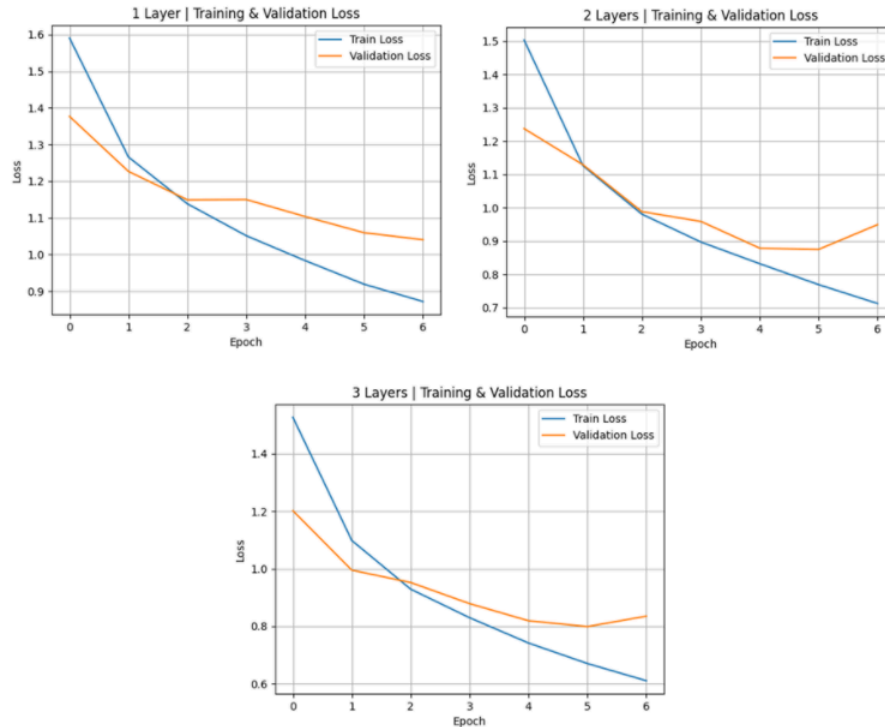 1 Layer | Training & Validation Loss
Train Loss
Validation Loss
1.6
1.5
1.4
1.3
1.2
1.1
1.0
0.9
Loss
0 1 2 3 4 5 6
Epoch
2 Layers | Training & Validation Loss
Train Loss
Validation Loss
1.5
1.4
1.3
1.2
1.1
1.0
0.9
0.8
0.7
Loss
0 1 2 3 4 5 6
Epoch
3 Layers | Training & Validation Loss
Train Loss
Validation Loss
1.4
1.2
1.0
0.8
0.6
Loss
0 1 2 3 4 5 6
Epoch